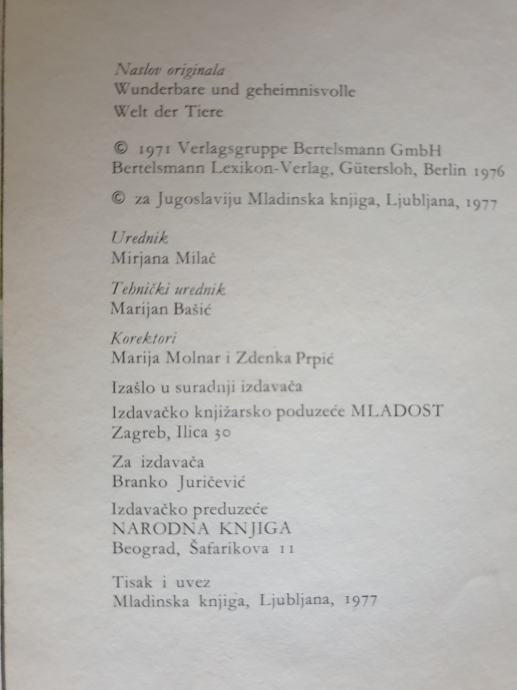 Naslov originala
Wunderbare und geheimnisvolle
Welt der Tiere
© 1971 Verlagsgruppe Bertelsmann GmbH
Bertelsmann Lexikon-Verlag, Gütersloh, Berlin 1976
© za Jugoslaviju Mladinska knjiga, Ljubljana, 1977
Urednik
Mirjana Milač
Tehnički urednik
Marijan Bašić
Korektori
Marija Molnar i Zdenka Prpić
Izašlo u suradnji izdavača
Izdavačko knjižarsko poduzeće MLADOST
Zagreb, Ilica 30
Za izdavača
Branko Juričević
Izdavačko preduzeće
NARODNA KNJIGA
Beograd, Šafarikova 11
Tisak i uvez
Mladinska knjiga, Ljubljana, 1977